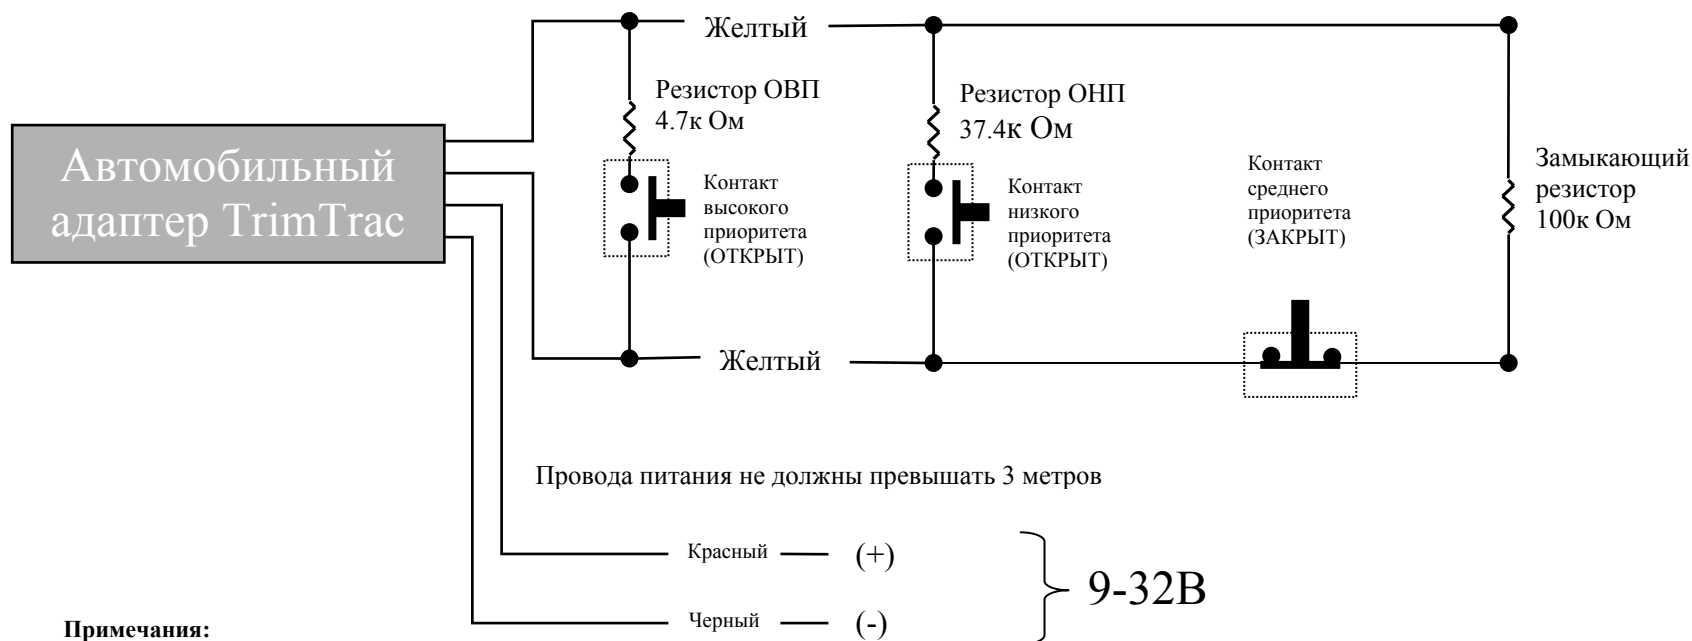 Желтый
Резистор ОВП
4.7к Ом
Резистор ОНП
37.4к Ом
Автомобильный
адаптер TrimTrac
Контакт
высокого
приоритета
(ОТКРЫТ)
Контакт
низкого
приоритета
(ОТКРЫТ)
Контакт
среднего
приоритета
(ЗАКРЫТ)
Замыкающий
резистор
100к Ом
Желтый
Провода питания не должны превышать 3 метров
Красный (+)
9-32В
Черный (-)
Примечания: